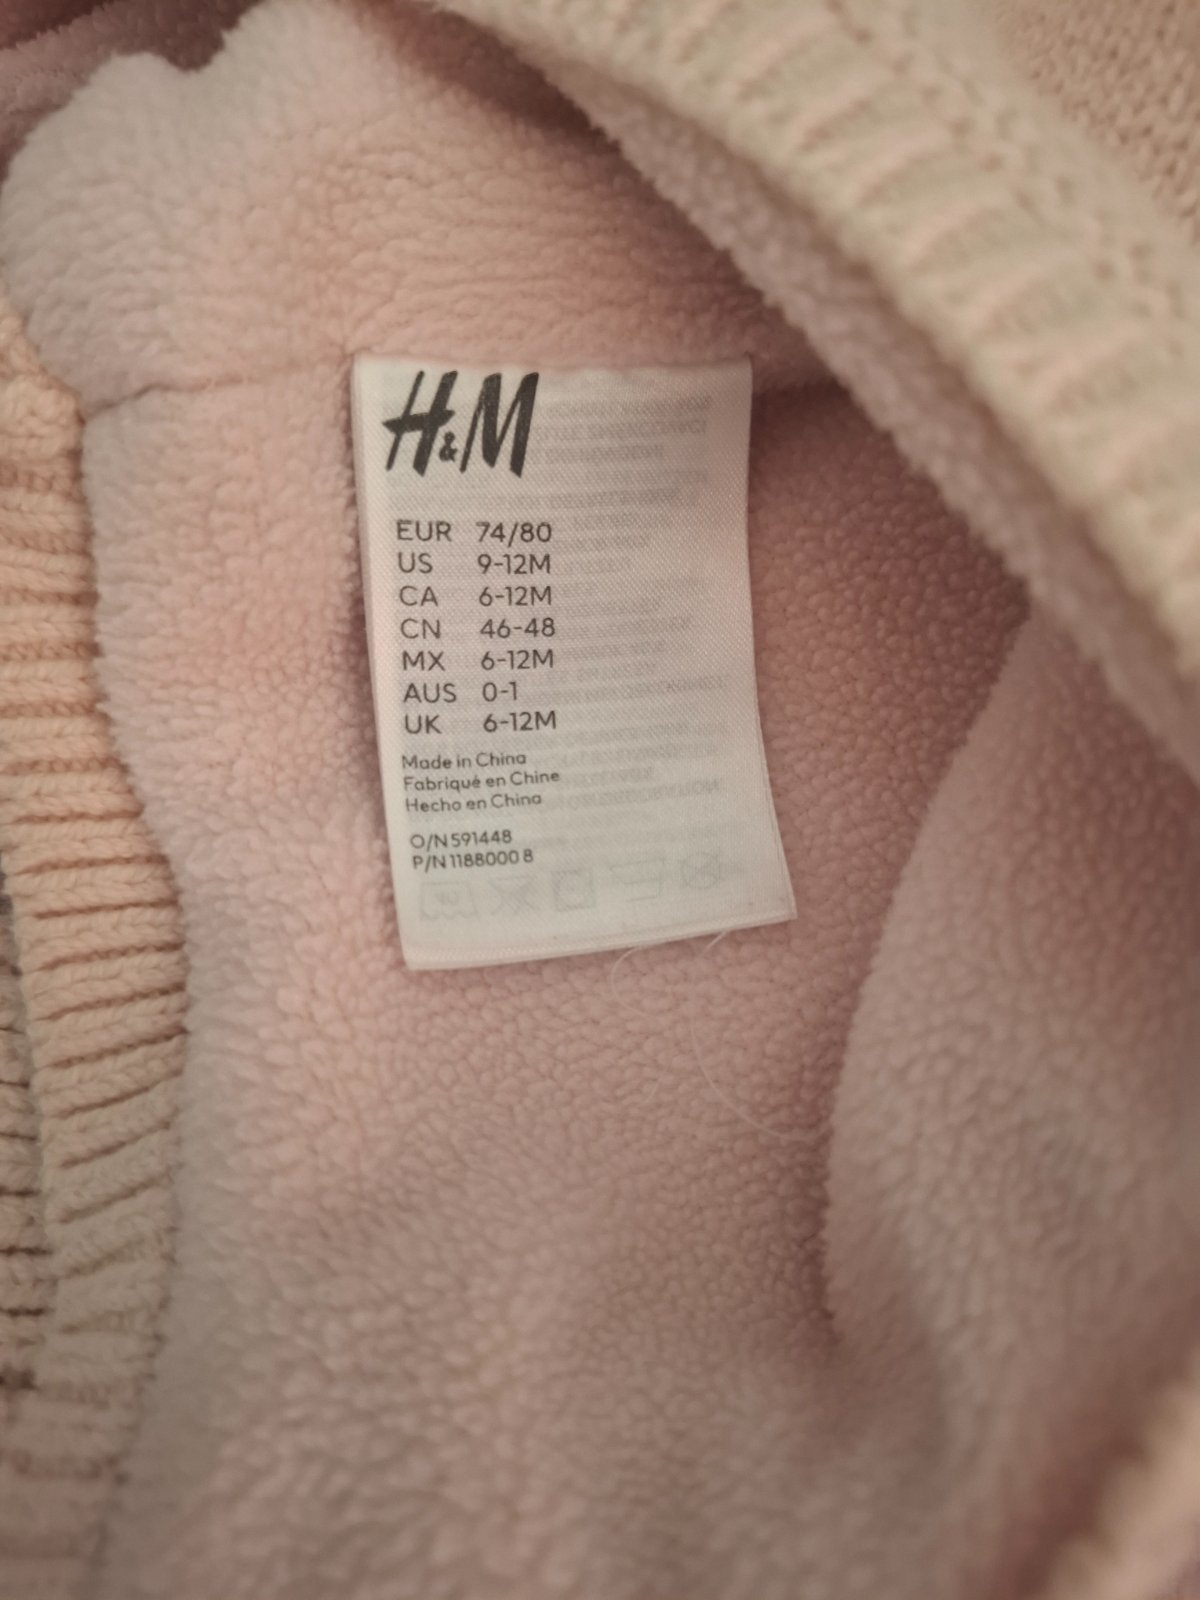 H&M
EUR 74/80
US 9-12M
CA 6-12M
CN 46-48
MX 6-12M
AUS 0-1
UK 6-12M
Made in China
Fabriqué en Chine
Hecho en China
O/N 591448
P/N 1188000 8